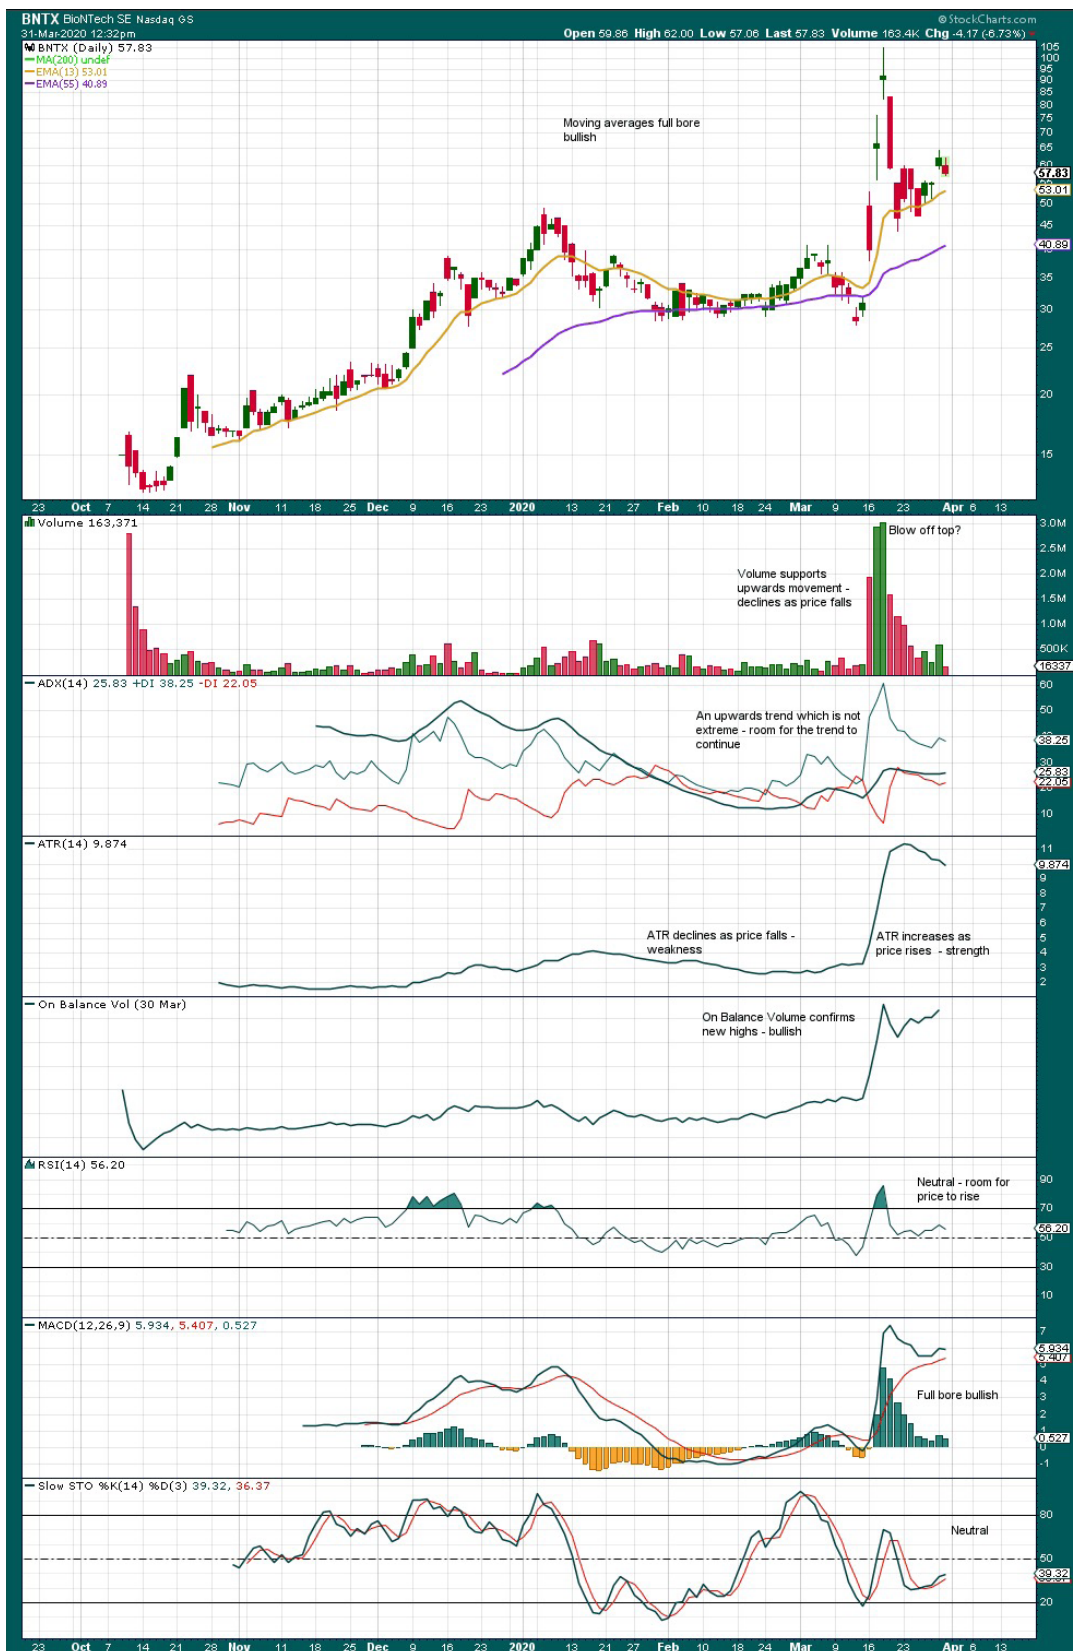 BNTX BioNTech SE Nasdaq GS
© StockCharts.com
31-Mar-2020 12:32pm
Open 59.86 High 62.00 Low 57.06 Last 57.83 Volume 163.4K Chg -4.17 (-6.73%)
BNTX (Daily) 57.83
MA(200) undef
EMA(13) 53.01
EMA(55) 40.89
Moving averages full bore
bullish
105
100
95
90
85
80
75
70
65
60
57.83
53.01
50
45
40.89
35
30
25
20
15
23 Oct 7 14 21 28 Nov 11 18 25 Dec 9 16 23 2020 13 21 27 Feb 10 18 24 Mar 9 16 23 Apr 6 13
Volume 163,371
Blow off top?
Volume supports
upwards movement -
declines as price falls
3.0M
2.5M
2.0M
1.5M
1.0M
500K
16337
ADX(14) 25.83 +DI 38.25 -DI 22.05
An upwards trend which is not
extreme - room for the trend to
continue
60
50
38.25
30
25.83
22.05
10
ATR(14) 9.874
ATR declines as price falls -
weakness
ATR increases as
price rises - strength
11
9.874
9
8
7
6
5
4
3
2
On Balance Vol (30 Mar)
On Balance Volume confirms
new highs - bullish
RSI(14) 56.20
Neutral - room for
price to rise
90
70
56.20
50
30
10
MACD(12,26,9) 5.934, 5.407, 0.527
Full bore bullish
7
5.934
5.407
4
3
2
1
0.527
0
-1
Slow STO %K(14) %D(3) 39.32, 36.37
Neutral
80
50
39.32
20
23 Oct 7 14 21 28 Nov 11 18 25 Dec 9 16 23 2020 13 21 27 Feb 10 18 24 Mar 9 16 23 Apr 6 13